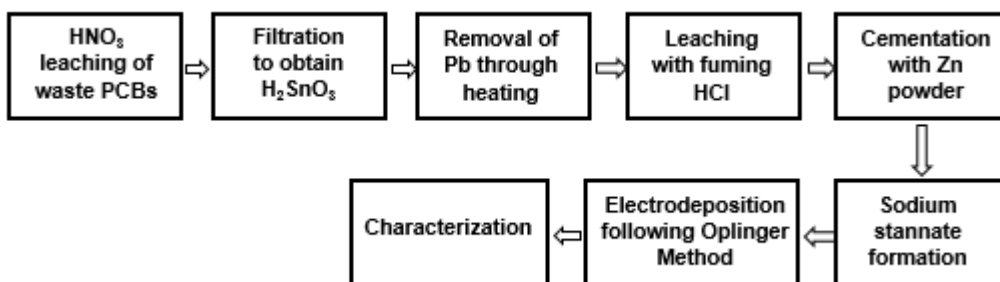 HNO₃
leaching of
waste PCBs
Filtration
to obtain
H₂SnO₃
Removal of
Pb through
heating
Leaching
with fuming
HCl
Cementation
with Zn
powder
Sodium
stannate
formation
Electrodeposition
following Oplinger
Method
Characterization